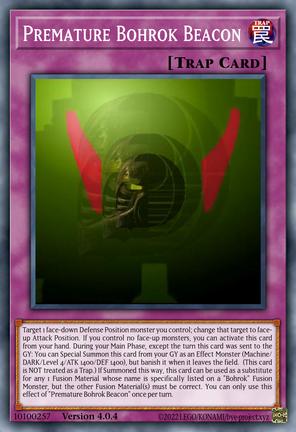 Premature Bohrok Beacon
TRAP
罠
[Trap Card]
Target 1 face-down Defense Position monster you control; change that target to face-
up Attack Position. If you control no face-up monsters, you can activate this card
from your hand. During your Main Phase, except the turn this card was sent to the
GY: You can Special Summon this card from your GY as an Effect Monster (Machine/
DARK/Level 4/ATK 1400/DEF 1400), but banish it when it leaves the field. (This card
is NOT treated as a Trap.) If Summoned this way, this card can be used as a substitute
for any 1 Fusion Material whose name is specifically listed on a "Bohrok" Fusion
Monster, but the other Fusion Material(s) must be correct. You can only use this
effect of "Premature Bohrok Beacon" once per turn.
10100257 Version 4.0.4 ©2022 LEGO/KONAMI/bye-project.xyz